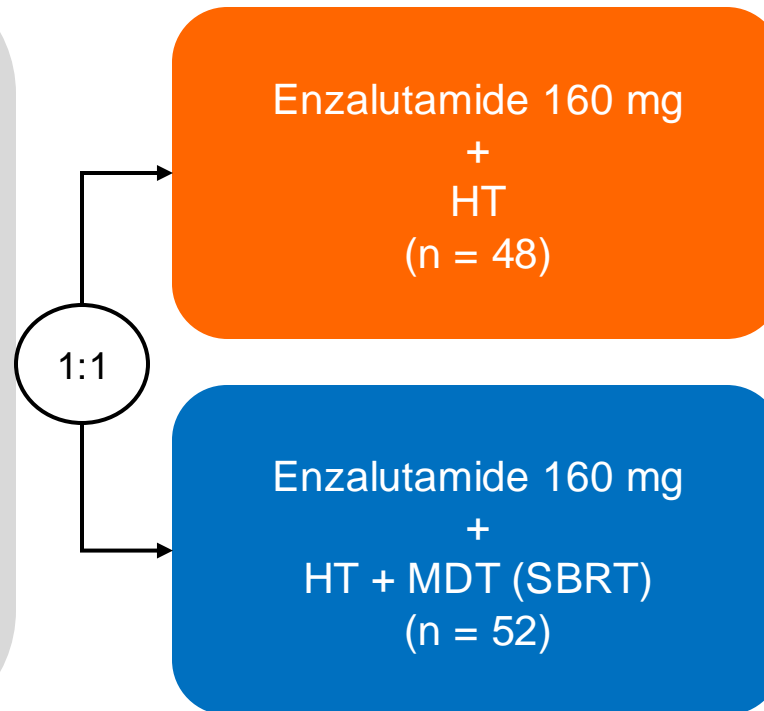 Enzalutamide 160 mg
+
HT
(n = 48)
1:1
Enzalutamide 160 mg
+
HT + MDT (SBRT)
(n = 52)